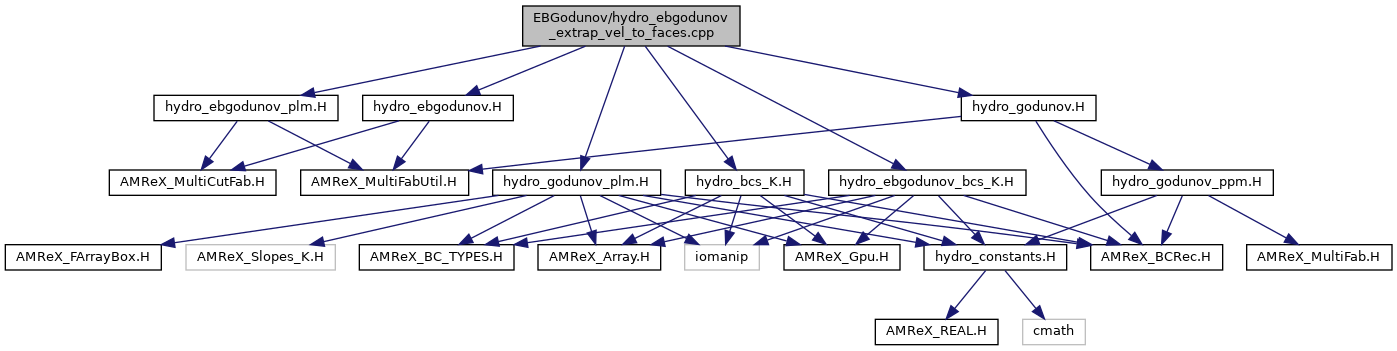 EBGodunov/hydro_ebgodunov
_extrap_vel_to_faces.cpp
hydro_ebgodunov_plm.H
hydro_ebgodunov.H
hydro_godunov.H
AMReX_MultiCutFab.H
AMReX_MultiFabUtil.H
hydro_godunov_plm.H
hydro_bcs_K.H
hydro_ebgodunov_bcs_K.H
hydro_godunov_ppm.H
AMReX_FArrayBox.H
AMReX_Slopes_K.H
AMReX_BC_TYPES.H
AMReX_Array.H
iomanip
AMReX_Gpu.H
hydro_constants.H
AMReX_BCRec.H
AMReX_MultiFab.H
AMReX_REAL.H
cmath